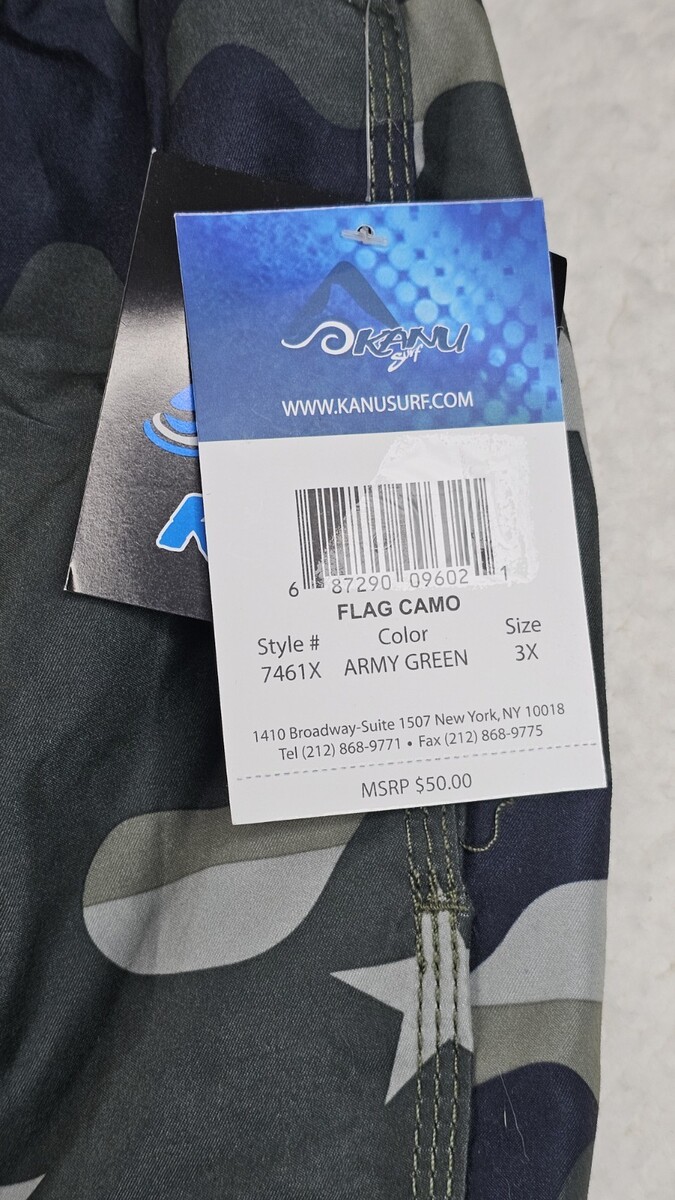 KANU
Surf
WWW.KANUSURF.COM
6 87290 09602 1
FLAG CAMO
Style # Color Size
7461X ARMY GREEN 3X
1410 Broadway-Suite 1507 New York, NY 10018
Tel (212) 868-9771 • Fax (212) 868-9775
MSRP $50.00